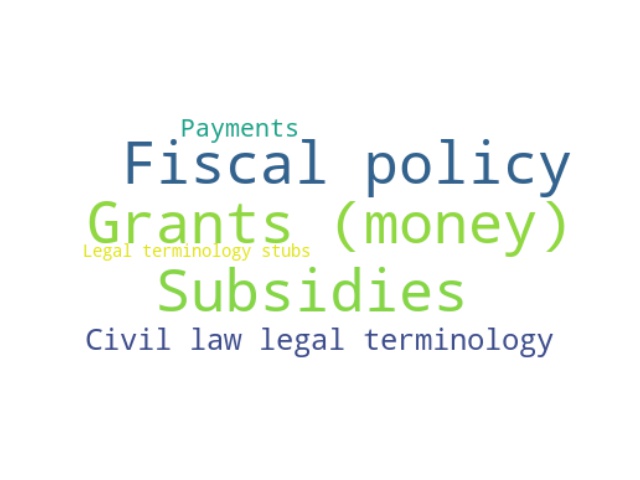 Payments
Fiscal policy
Grants (money)
Legal terminology stubs
Subsidies
Civil law legal terminology